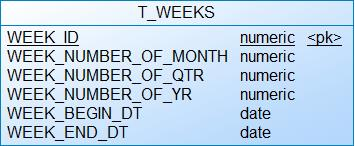 T_WEEKS
WEEK_ID numeric <pk>
WEEK_NUMBER_OF_MONTH numeric
WEEK_NUMBER_OF_QTR numeric
WEEK_NUMBER_OF_YR numeric
WEEK_BEGIN_DT date
WEEK_END_DT date